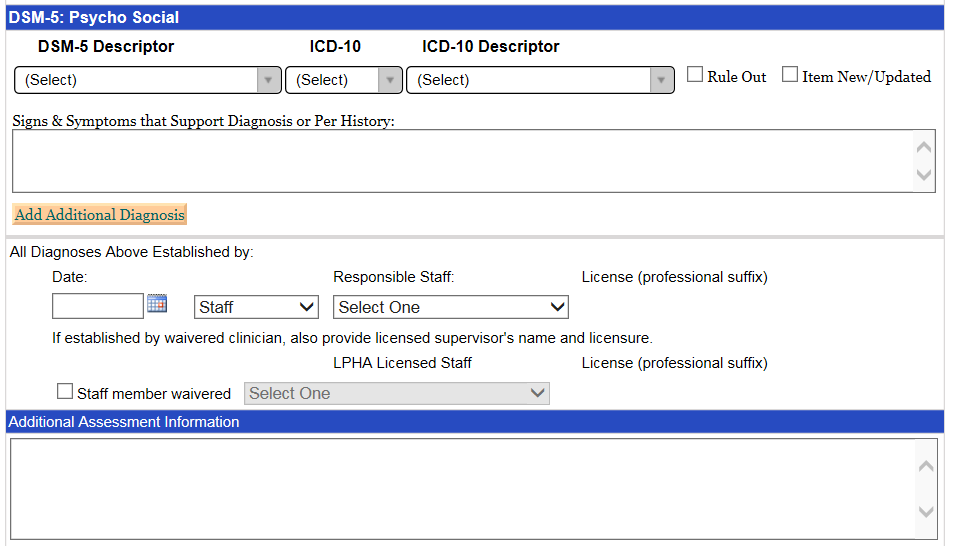 DSM-5: Psycho Social
DSM-5 Descriptor ICD-10 ICD-10 Descriptor
(Select) (Select) (Select) Rule Out Item New/Updated
Signs & Symptoms that Support Diagnosis or Per History:
Add Additional Diagnosis
All Diagnoses Above Established by:
Date: Responsible Staff: License (professional suffix)
Staff Select One
If established by waivered clinician, also provide licensed supervisor's name and licensure.
LPHA Licensed Staff License (professional suffix)
Staff member waivered Select One
Additional Assessment Information